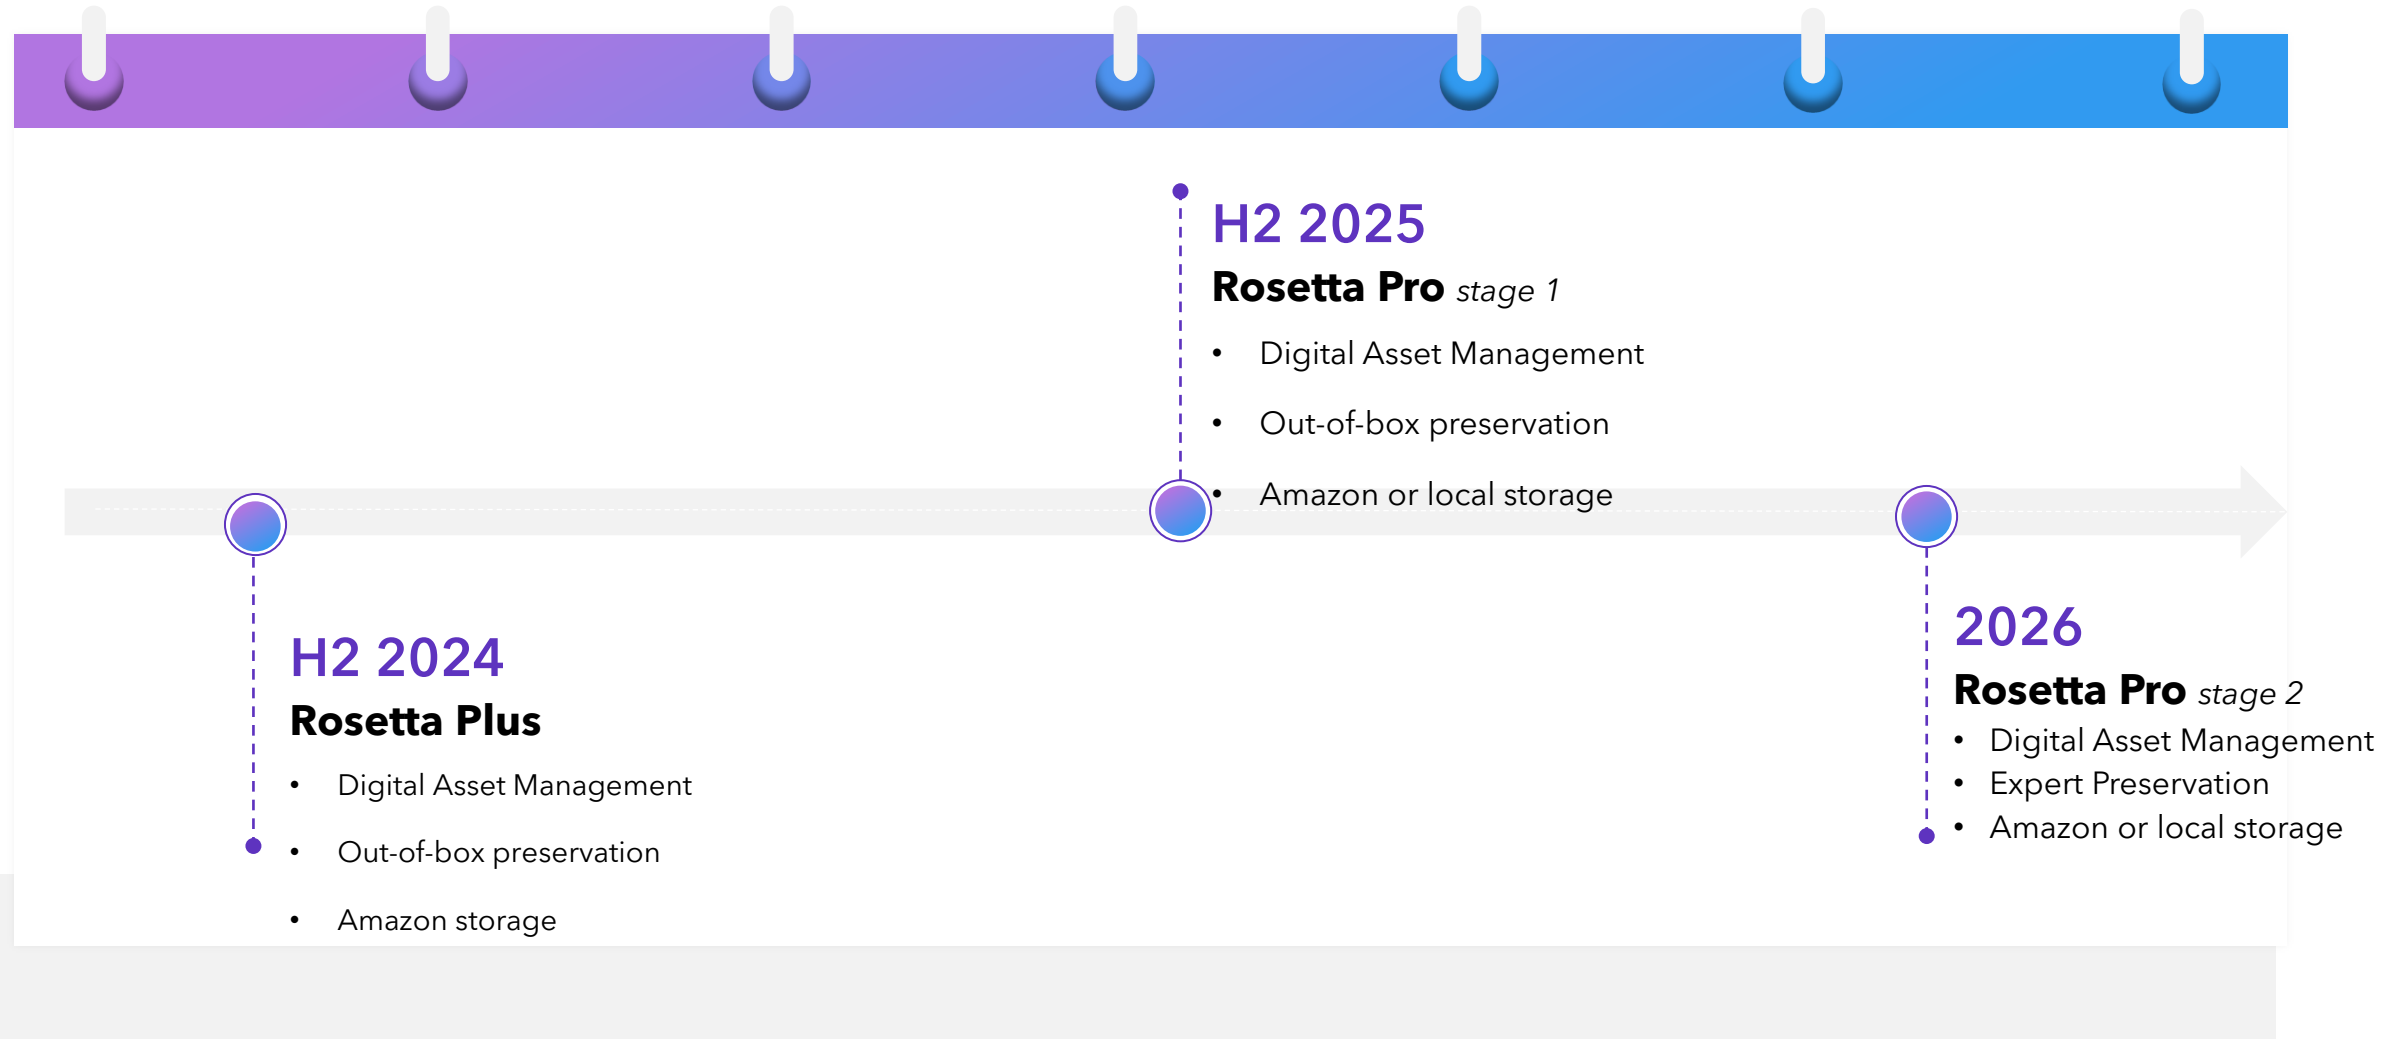 H2 2025
Rosetta Pro stage 1
• Digital Asset Management
• Out-of-box preservation
• Amazon or local storage
H2 2024
Rosetta Plus
• Digital Asset Management
• Out-of-box preservation
• Amazon storage
2026
Rosetta Pro stage 2
• Digital Asset Management
• Expert Preservation
• Amazon or local storage